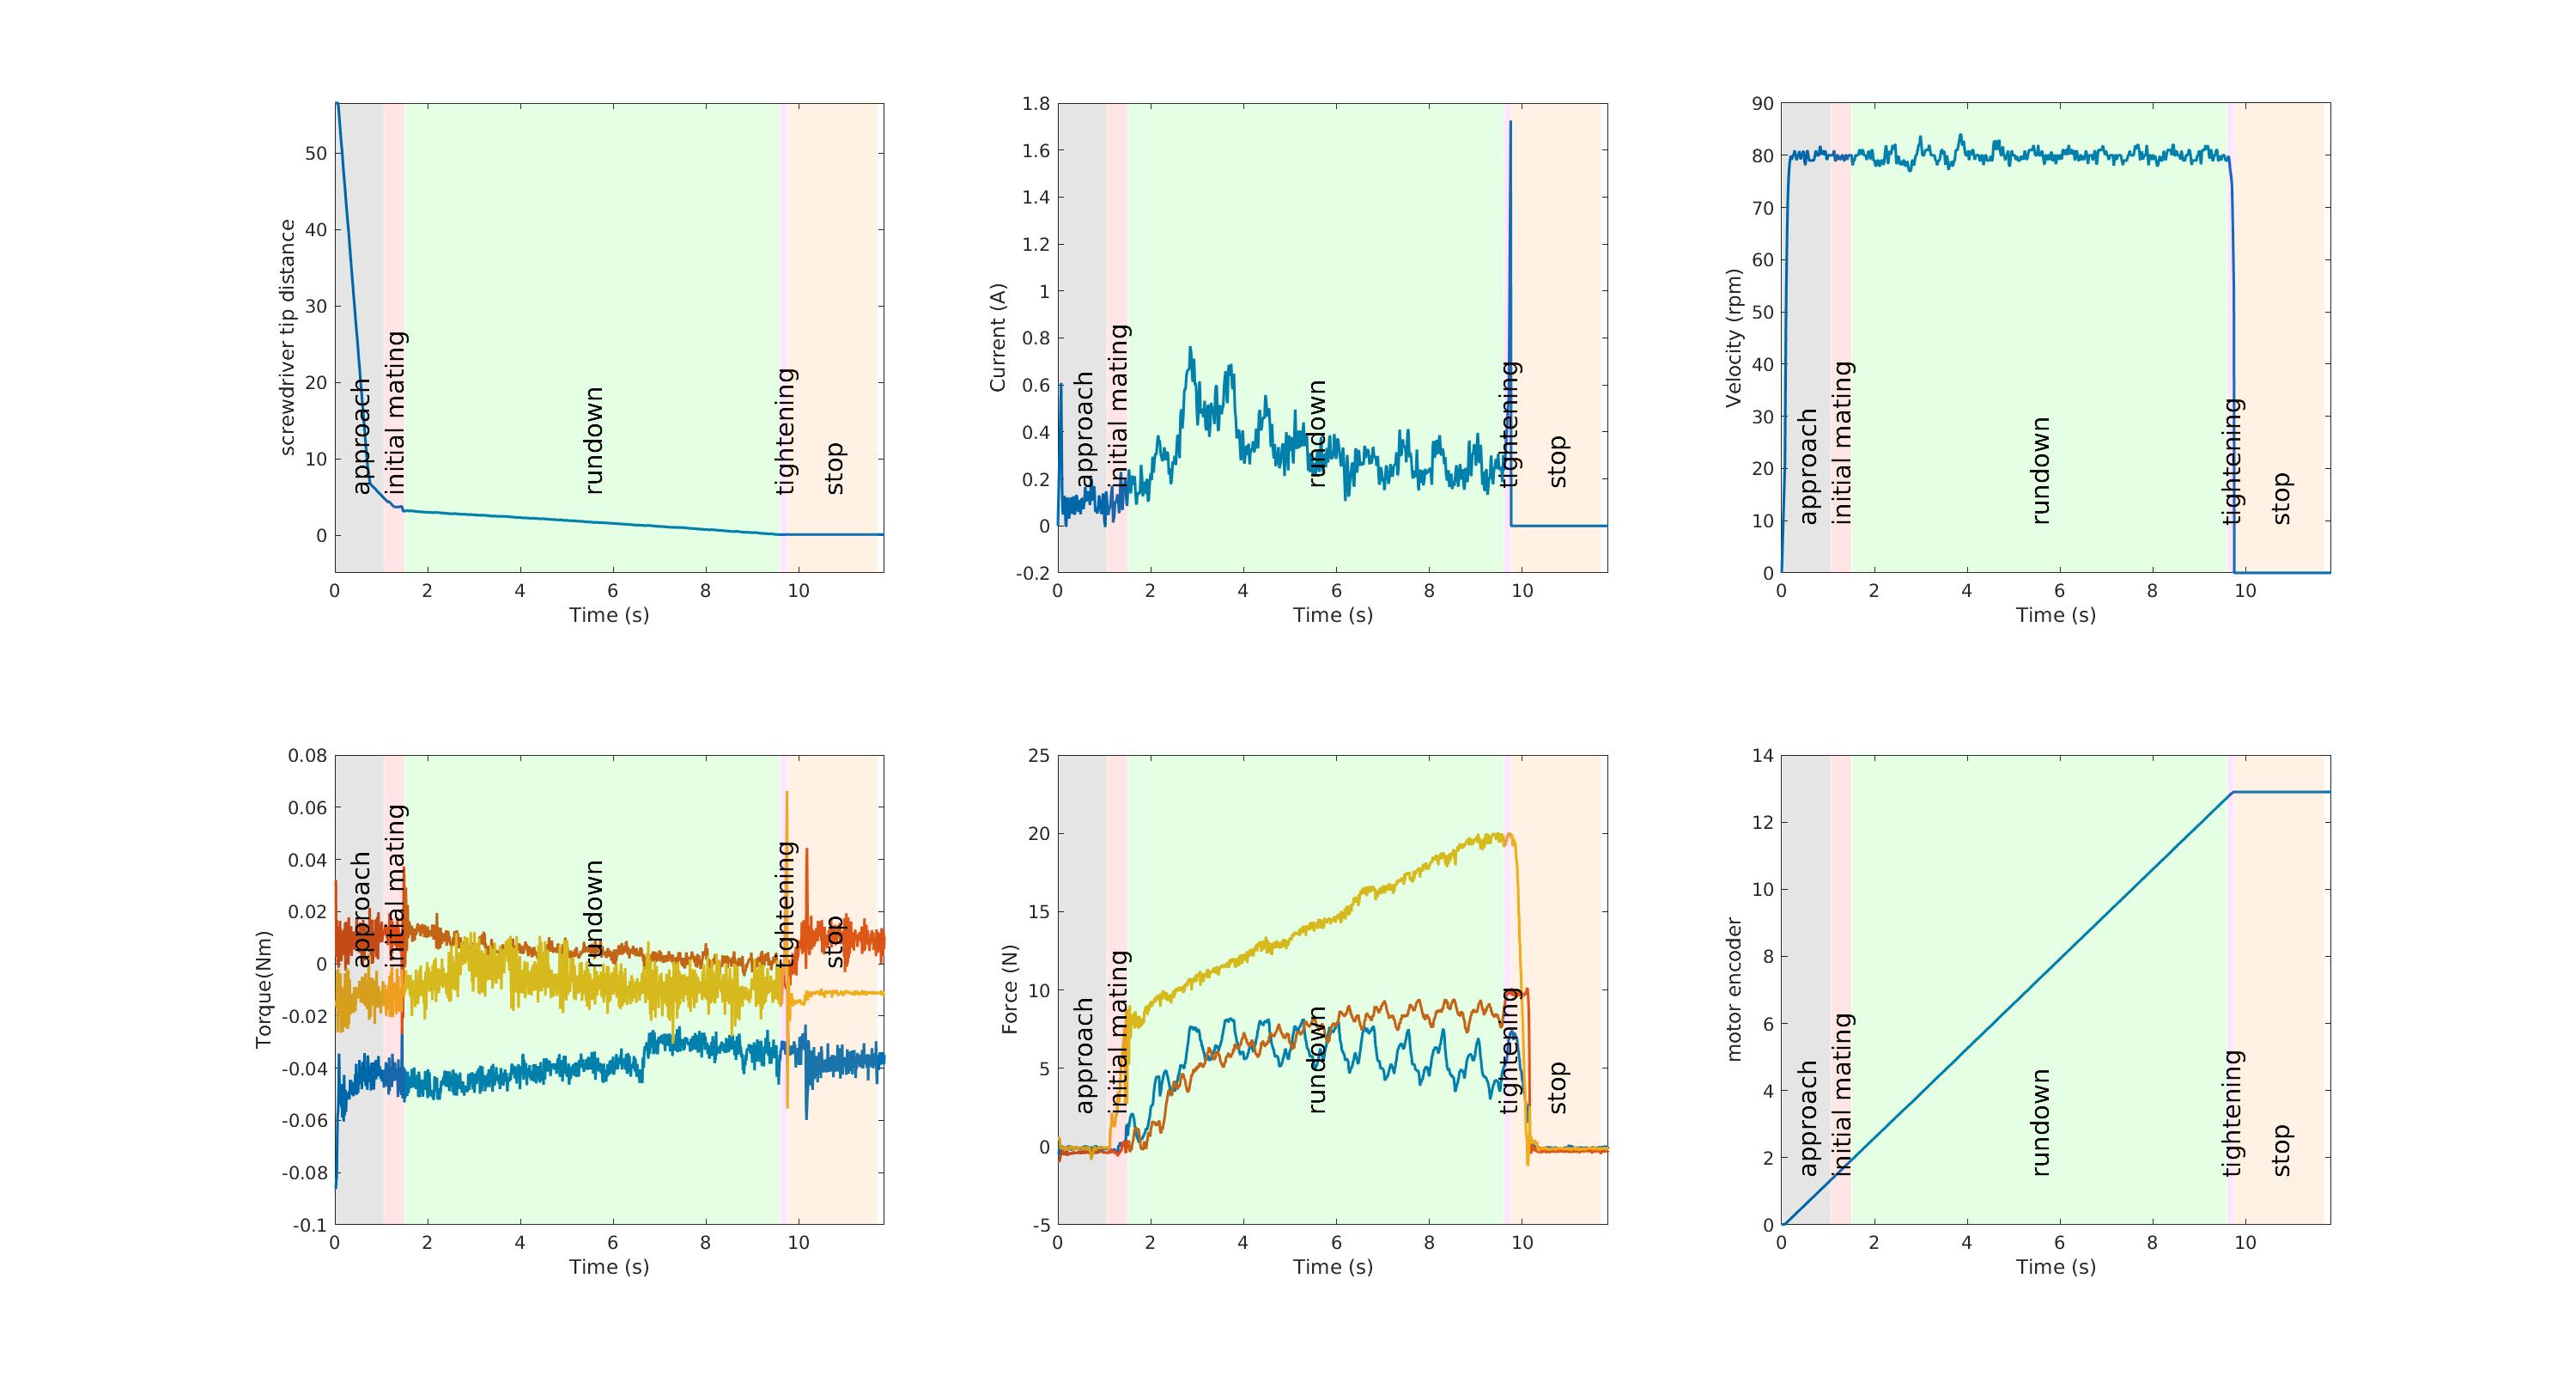 screwdriver tip distance
50
40
30
20
10
0
approach
initial mating
rundown
tightening
stop
0 2 4 6 8 10
Time (s)
Current (A)
1.8
1.6
1.4
1.2
1
0.8
0.6
0.4
0.2
0
-0.2
approach
initial mating
rundown
tightening
stop
0 2 4 6 8 10
Time (s)
Velocity (rpm)
90
80
70
60
50
40
30
20
10
0
approach
initial mating
rundown
tightening
stop
0 2 4 6 8 10
Time (s)
Torque(Nm)
0.08
0.06
0.04
0.02
0
-0.02
-0.04
-0.06
-0.08
-0.1
approach
initial mating
rundown
tightening
stop
0 2 4 6 8 10
Time (s)
Force (N)
25
20
15
10
5
0
-5
approach
initial mating
rundown
tightening
stop
0 2 4 6 8 10
Time (s)
motor encoder
14
12
10
8
6
4
2
0
approach
initial mating
rundown
tightening
stop
0 2 4 6 8 10
Time (s)